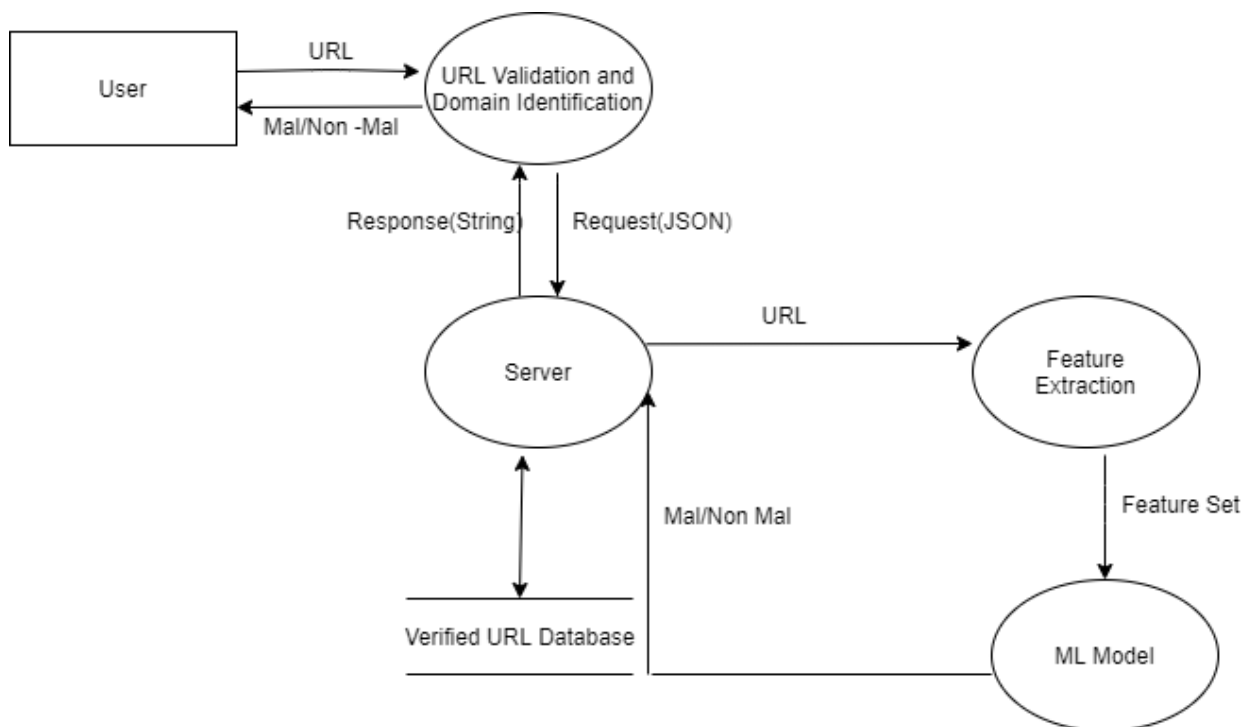 URL
User
URL Validation and
Domain Identification
Mal/Non -Mal
Response(String)
Request(JSON)
URL
Server
Feature
Extraction
Mal/Non Mal
Feature Set
Verified URL Database
ML Model